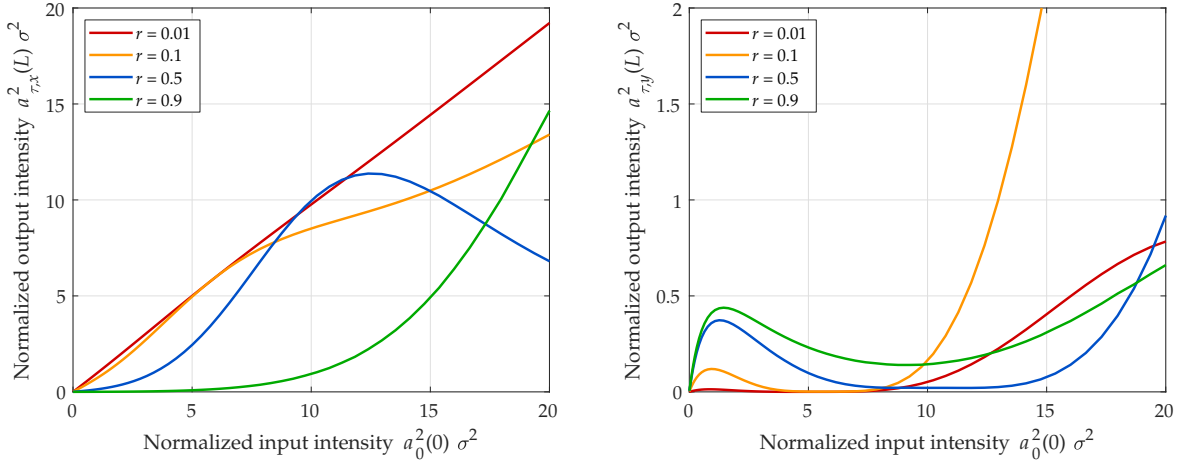 20
15
10
5
0
0
5
10
15
20
Normalized output intensity a²τ,x(L) σ²
Normalized input intensity a²₀(0) σ²
r = 0.01
r = 0.1
r = 0.5
r = 0.9
2
1.5
1
0.5
0
0
5
10
15
20
Normalized output intensity a²τ,y(L) σ²
Normalized input intensity a²₀(0) σ²
r = 0.01
r = 0.1
r = 0.5
r = 0.9